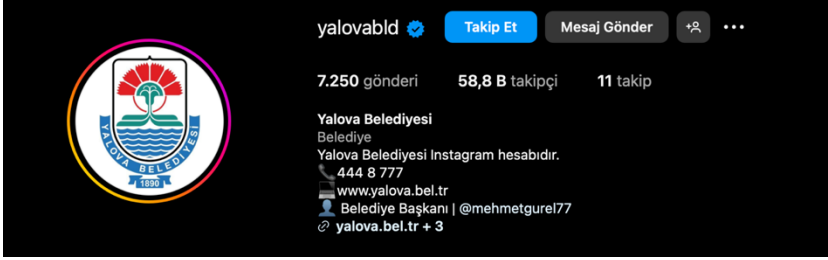 yalovabld
Takip Et
Mesaj Gönder
7.250 gönderi
58,8 B takipçi
11 takip
Yalova Belediyesi
Belediye
Yalova Belediyesi Instagram hesabıdır.
444 8 777
www.yalova.bel.tr
Belediye Başkanı | @mehmetgurel77
yalova.bel.tr + 3
YALOVA BELEDİYESİ
1890